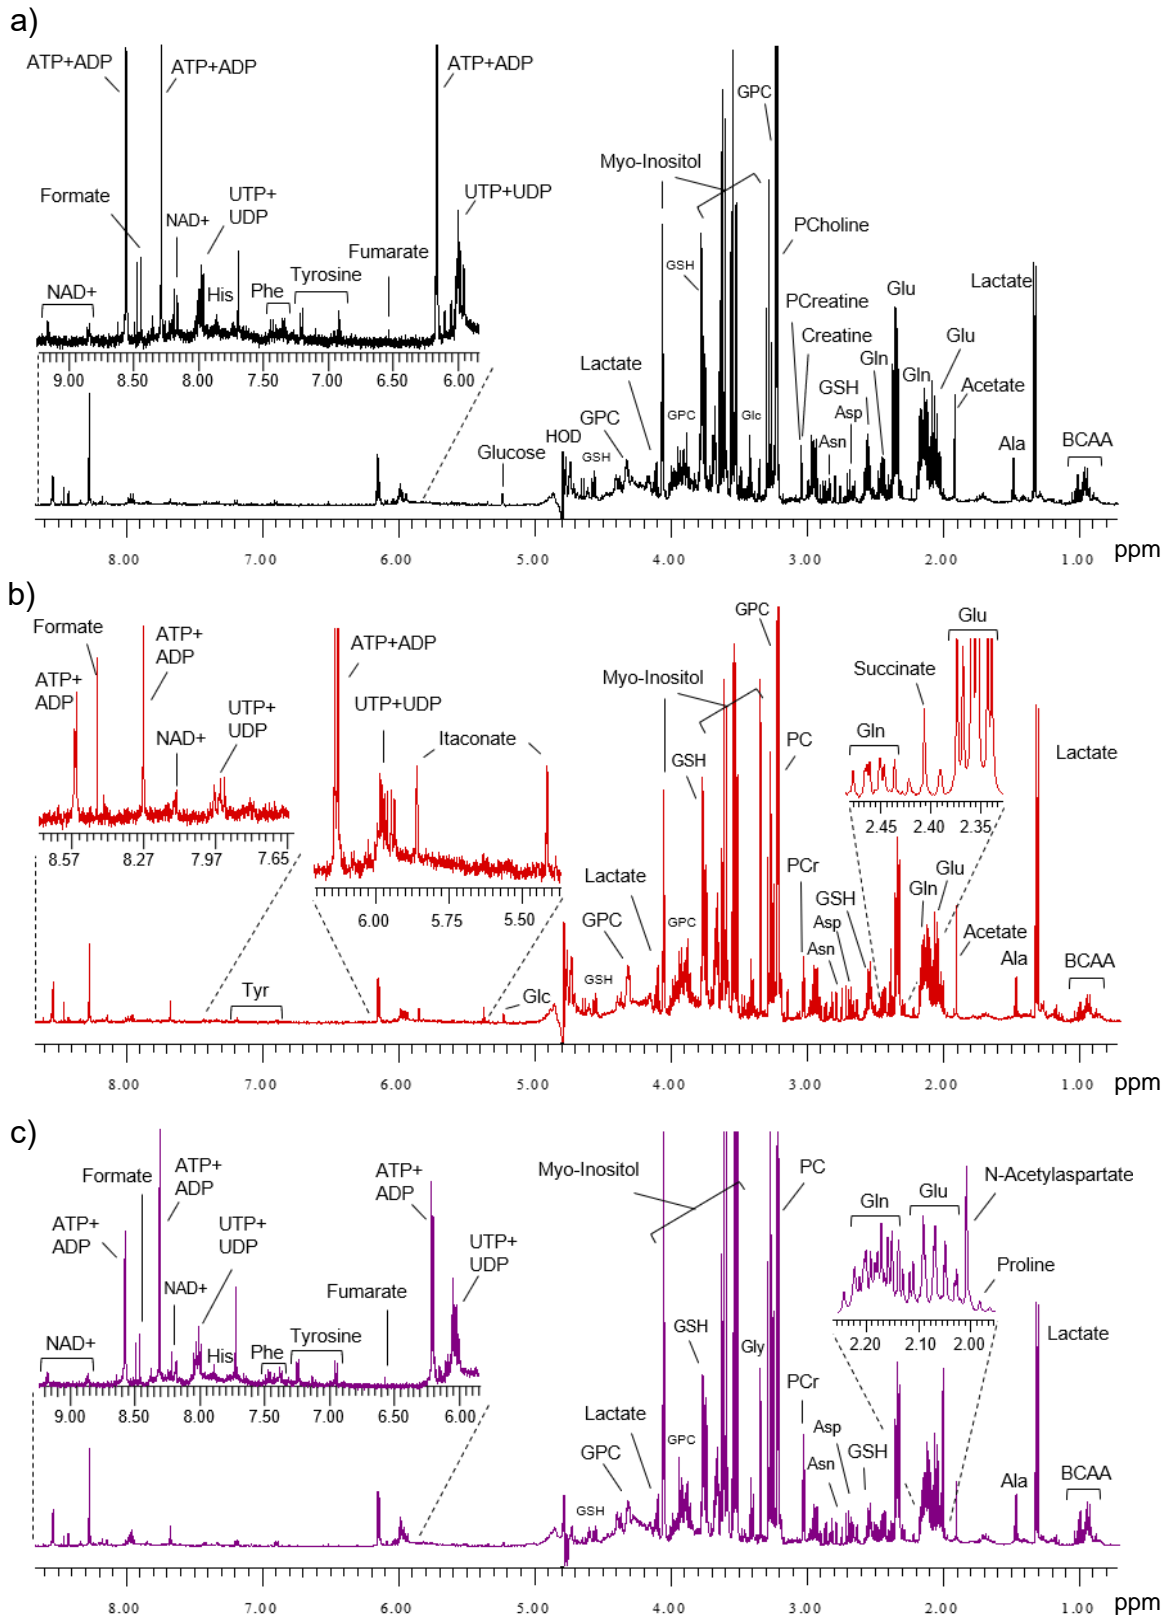 a)
ATP+ADP
ATP+ADP
ATP+ADP
GPC
Myo-Inositol
Formate
NAD+
UTP+
UDP
UTP+UDP
Fumarate
Tyrosine
His
Phe
NAD+
GSH
PCholine
PCreatine
Creatine
Glu
Lactate
Glu
Gln
Gln
Acetate
GSH
Asp
Asn
Ala
BCAA
Lactate
GPC
GPC
Glc
GSH
HOD
Glucose
9.00 8.50 8.00 7.50 7.00 6.50 6.00
8.00 7.00 6.00 5.00 4.00 3.00 2.00 1.00 ppm
b)
Formate
ATP+
ADP
ATP+
ADP
NAD+
UTP+
UDP
ATP+ADP
UTP+UDP
Itaconate
GPC
Myo-Inositol
GSH
PC
Glu
Succinate
Gln
Lactate
8.57 8.27 7.97 7.65
6.00 5.75 5.50
2.45 2.40 2.35
Lactate
GPC
GPC
GSH
PCr
GSH
Asp
Asn
Gln
Glu
Acetate
Ala
BCAA
Tyr
Glc
8.00 7.00 6.00 5.00 4.00 3.00 2.00 1.00 ppm
c)
Formate
ATP+
ADP
ATP+
ADP
ATP+
ADP
UTP+
UDP
UTP+
UDP
NAD+
NAD+
His
Phe
Tyrosine
Fumarate
Myo-Inositol
PC
N-Acetylaspartate
Gln
Glu
Proline
GSH
Gly
Lactate
9.00 8.50 8.00 7.50 7.00 6.50 6.00
2.20 2.10 2.00
Lactate
GPC
GPC
GSH
PCr
Asp
Asn
GSH
Ala
BCAA
8.00 7.00 6.00 5.00 4.00 3.00 2.00 1.00 ppm